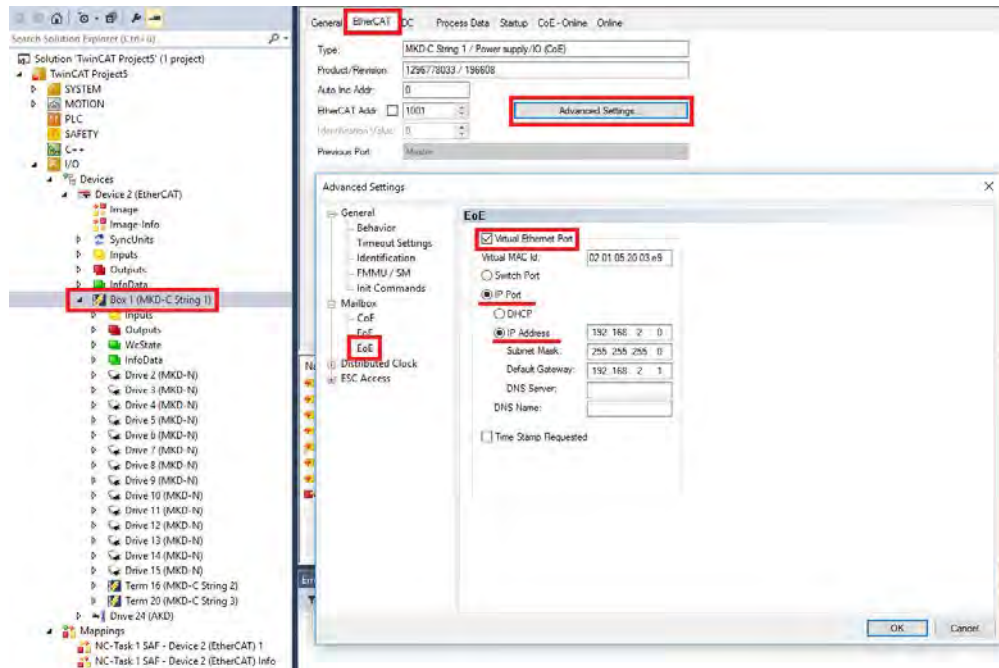 Search Solution Explorer (Ctrl+ü)
Solution 'TwinCAT Project5' (1 project)
TwinCAT Project5
SYSTEM
MOTION
PLC
SAFETY
C++
I/O
Devices
Device 2 (EtherCAT)
Image
Image-Info
SyncUnits
Inputs
Outputs
InfoData
Box 1 (MKD-C String 1)
Inputs
Outputs
WcState
InfoData
Drive 2 (MKD-N)
Drive 3 (MKD-N)
Drive 4 (MKD-N)
Drive 5 (MKD-N)
Drive 6 (MKD-N)
Drive 7 (MKD-N)
Drive 8 (MKD-N)
Drive 9 (MKD-N)
Drive 10 (MKD-N)
Drive 11 (MKD-N)
Drive 12 (MKD-N)
Drive 13 (MKD-N)
Drive 14 (MKD-N)
Drive 15 (MKD-N)
Term 16 (MKD-C String 2)
Term 20 (MKD-C String 3)
Drive 24 (AKD)
Mappings
NC-Task 1 SAF - Device 2 (EtherCAT) 1
NC-Task 1 SAF - Device 2 (EtherCAT) Info
General EtherCAT DC Process Data Startup CoE - Online Online
Type: MKD-C String 1 / Power supply/IO (CoE)
Product/Revision: 1296778033 / 196608
Auto Inc Addr: 0
EtherCAT Addr: 1001 Advanced Settings...
Identification Value: 0
Previous Port: Master
Advanced Settings
General
Behavior
Timeout Settings
Identification
FMMU / SM
Init Commands
Mailbox
CoE
FoE
EoE
Distributed Clock
ESC Access
EoE
Virtual Ethernet Port
Virtual MAC Id: 02 01 05 20 03 e9
Switch Port
IP Port
DHCP
IP Address 192 168 2 0
Subnet Mask: 255 255 255 0
Default Gateway: 192 168 2 1
DNS Server:
DNS Name:
Time Stamp Requested
OK Cancel